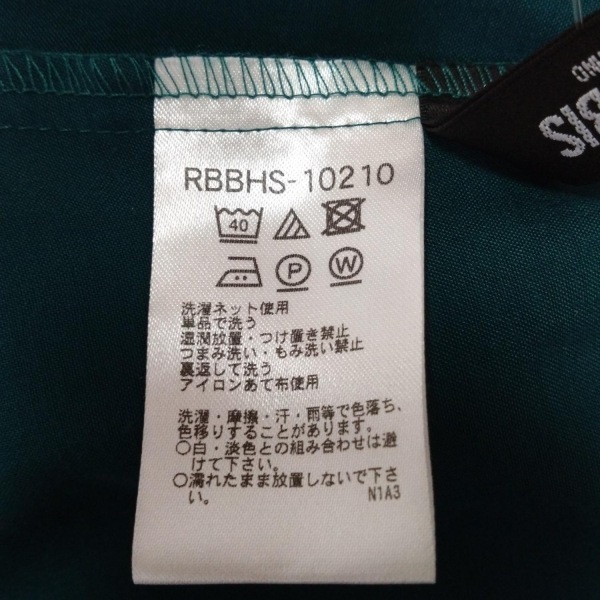 RBBHS-10210
40
P W
洗濯ネット使用
単品で洗う
湿潤放置・つけ置き禁止
つまみ洗い・もみ洗い禁止
裏返して洗う
アイロンあて布使用
洗濯・摩擦・汗・雨等で色落ち、
色移りすることがあります。
○白・淡色との組み合わせは避
けて下さい。
○濡れたまま放置しないで下さ
い。 N1A3